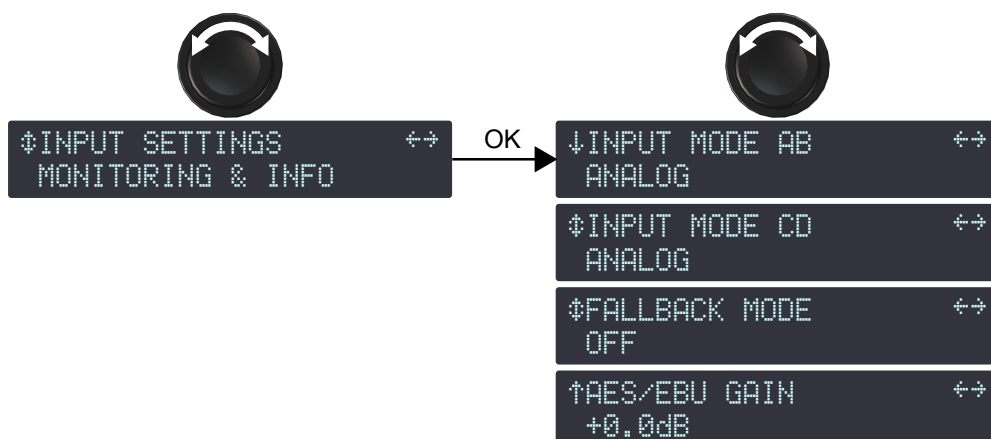 ↕INPUT SETTINGS ←→
MONITORING & INFO
OK
↓INPUT MODE AB ←→
ANALOG
↕INPUT MODE CD ←→
ANALOG
↕FALLBACK MODE ←→
OFF
↑AES/EBU GAIN ←→
+0.0dB